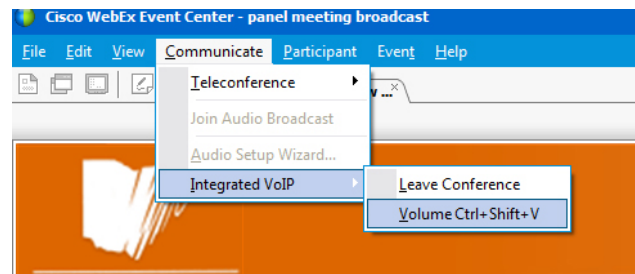 Cisco WebEx Event Center - panel meeting broadcast
File Edit View Communicate Participant Event Help
Teleconference
Join Audio Broadcast
Audio Setup Wizard...
Integrated VoIP
Leave Conference
Volume Ctrl+Shift+V